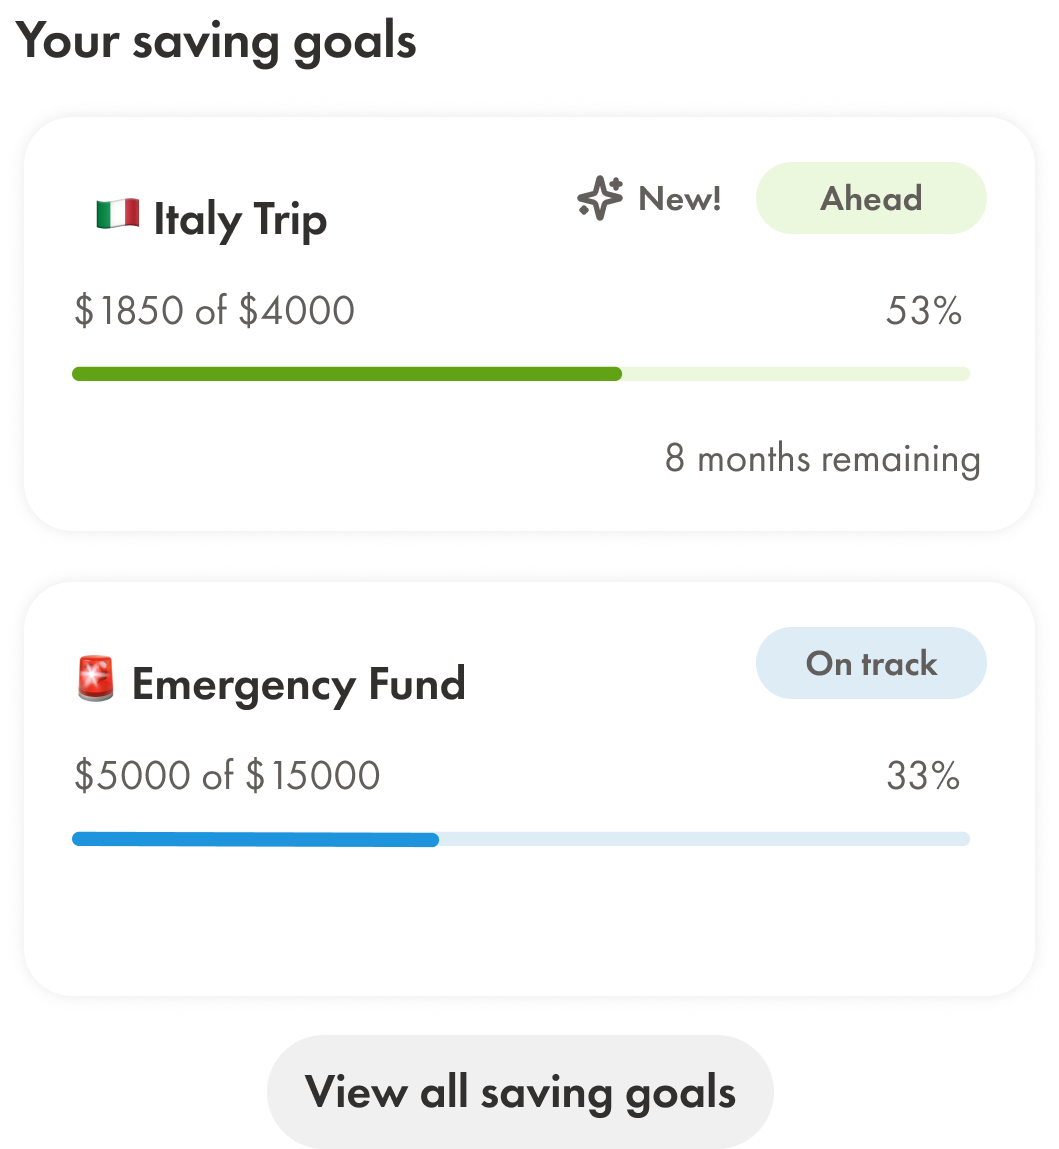 Your saving goals
🇮🇹 Italy Trip
New!
Ahead
$1850 of $4000
53%
8 months remaining
🚨 Emergency Fund
On track
$5000 of $15000
33%
View all saving goals